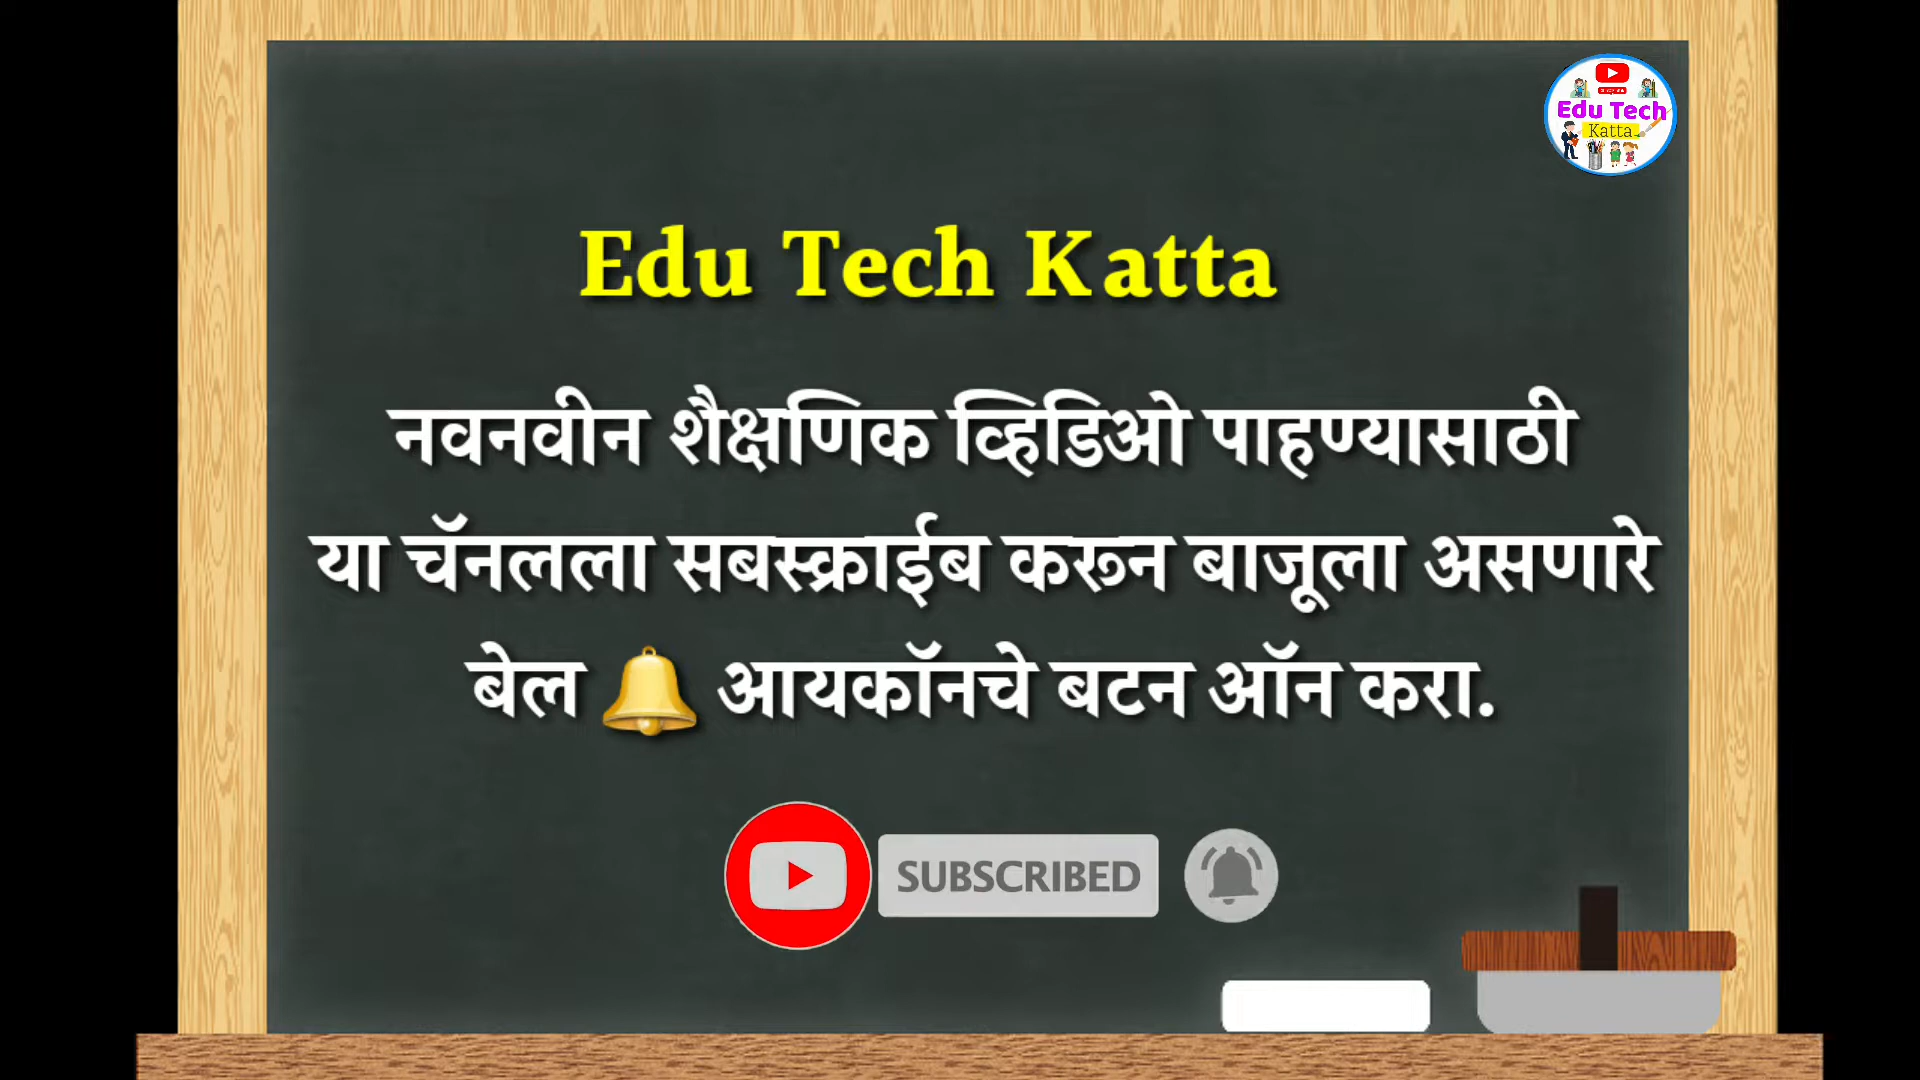 Edu Tech
Katta
Edu Tech Katta
नवनवीन शैक्षणिक व्हिडिओ पाहण्यासाठी
या चॅनलला सबस्क्राईब करून बाजूला असणारे
बेल 🔔 आयकॉनचे बटन ऑन करा.
SUBSCRIBED